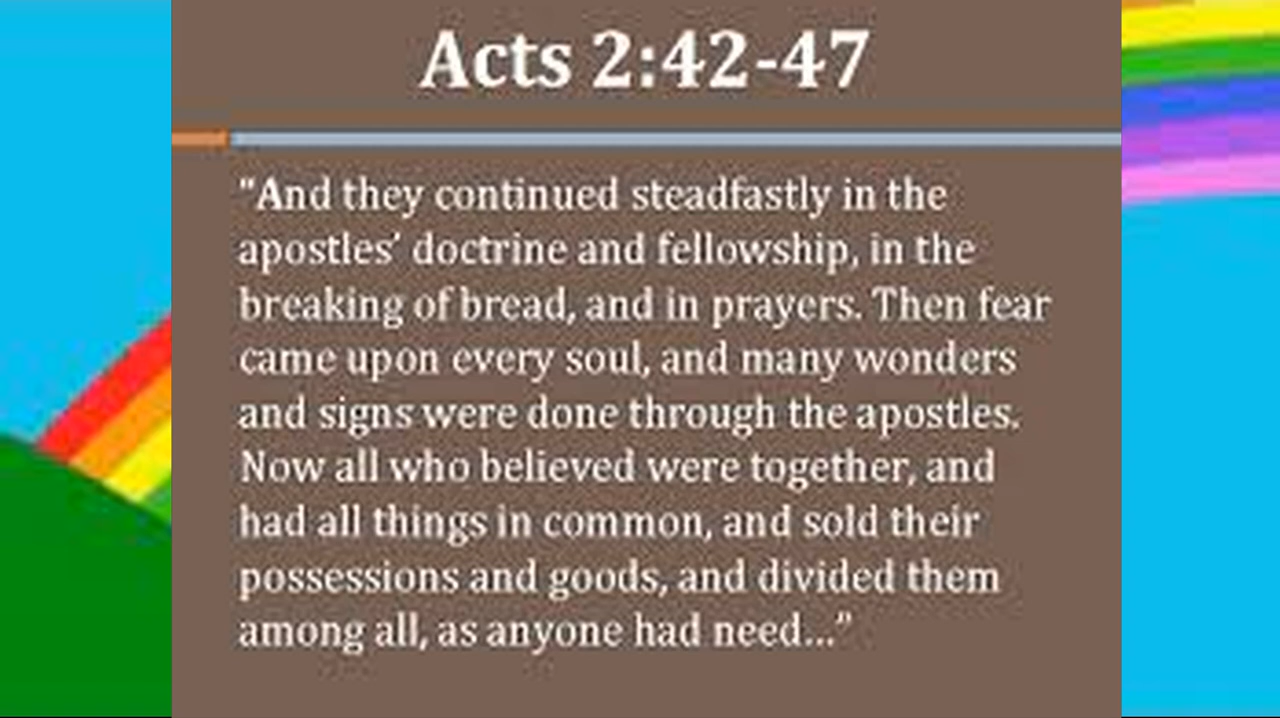 Acts 2:42-47
"And they continued steadfastly in the
apostles’ doctrine and fellowship, in the
breaking of bread, and in prayers. Then fear
came upon every soul, and many wonders
and signs were done through the apostles.
Now all who believed were together, and
had all things in common, and sold their
possessions and goods, and divided them
among all, as anyone had need...”